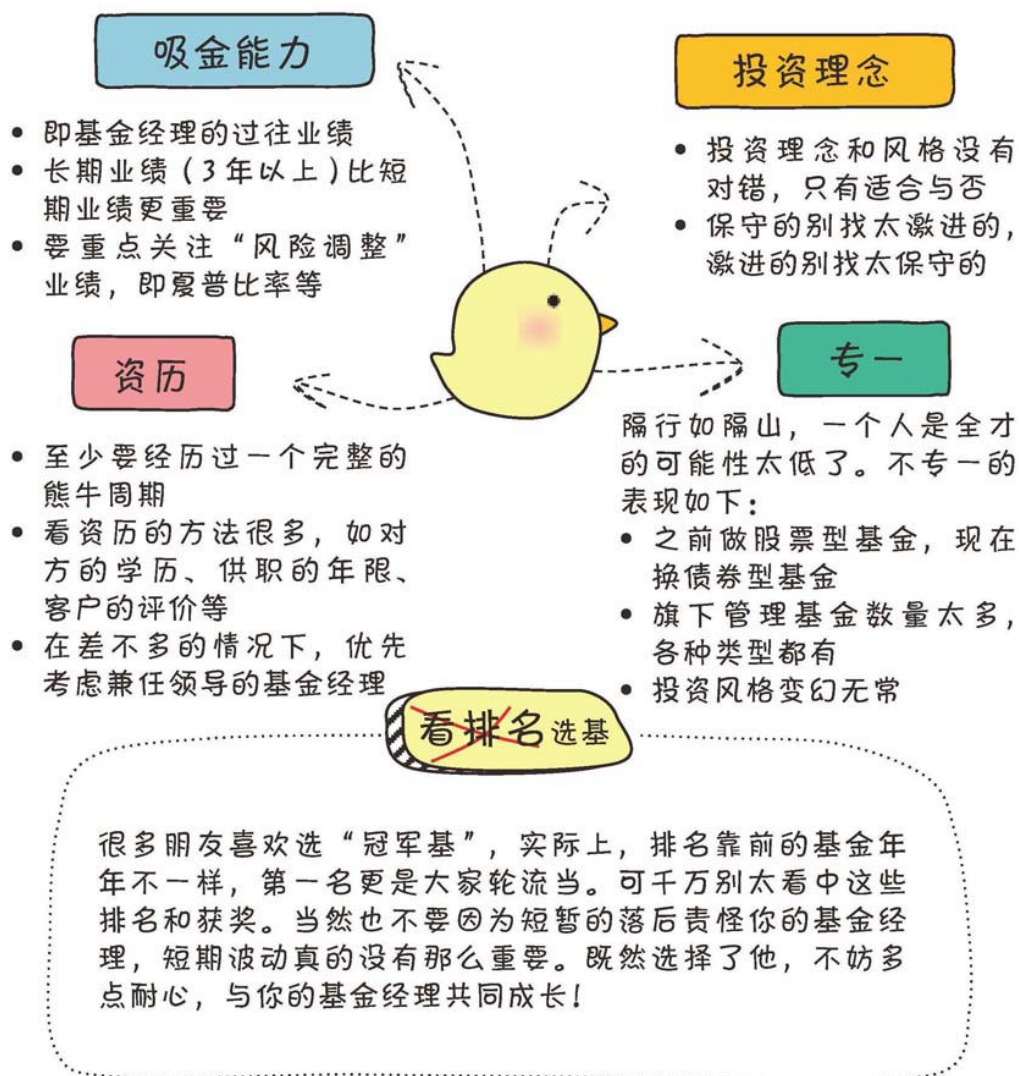 吸金能力
• 即基金经理的过往业绩
• 长期业绩（3年以上）比短
期业绩更重要
• 要重点关注“风险调整”
业绩，即夏普比率等
投资理念
• 投资理念和风格没有
对错，只有适合与否
• 保守的别找太激进的，
激进的别找太保守的
资历
• 至少要经历过一个完整的
熊牛周期
• 看资历的方法很多，如对
方的学历、供职的年限、
客户的评价等
• 在差不多的情况下，优先
考虑兼任领导的基金经理
专一
隔行如隔山，一个人是全才
的可能性太低了。不专一的
表现如下：
• 之前做股票型基金，现在
换债券型基金
• 旗下管理基金数量太多，
各种类型都有
• 投资风格变幻无常
看排名选基
很多朋友喜欢选“冠军基”，实际上，排名靠前的基金年
年不一样，第一名更是大家轮流当。可千万别太看中这些
排名和获奖。当然也不要因为短暂的落后责怪你的基金经
理，短期波动真的没有那么重要。既然选择了他，不妨多
点耐心，与你的基金经理共同成长！